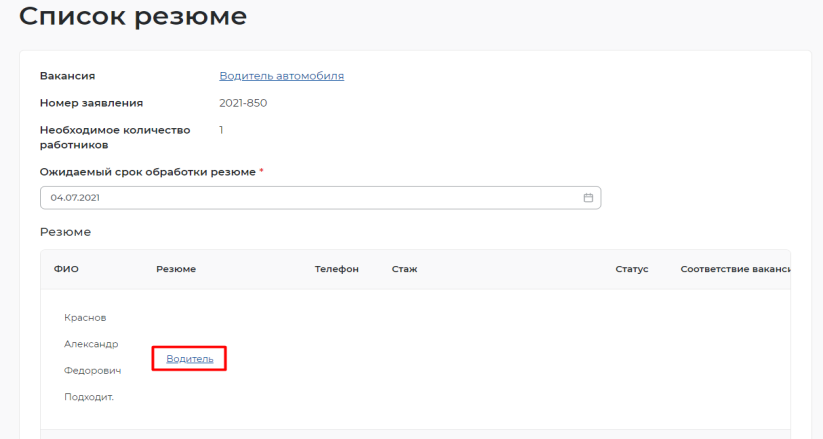 Список резюме
Вакансия Водитель автомобиля
Номер заявления 2021-850
Необходимое количество 1
работников
Ожидаемый срок обработки резюме *
04.07.2021
Резюме
ФИО Резюме Телефон Стаж Статус Соответствие ваканси
Краснов
Александр
Водитель
Федорович
Подходит.